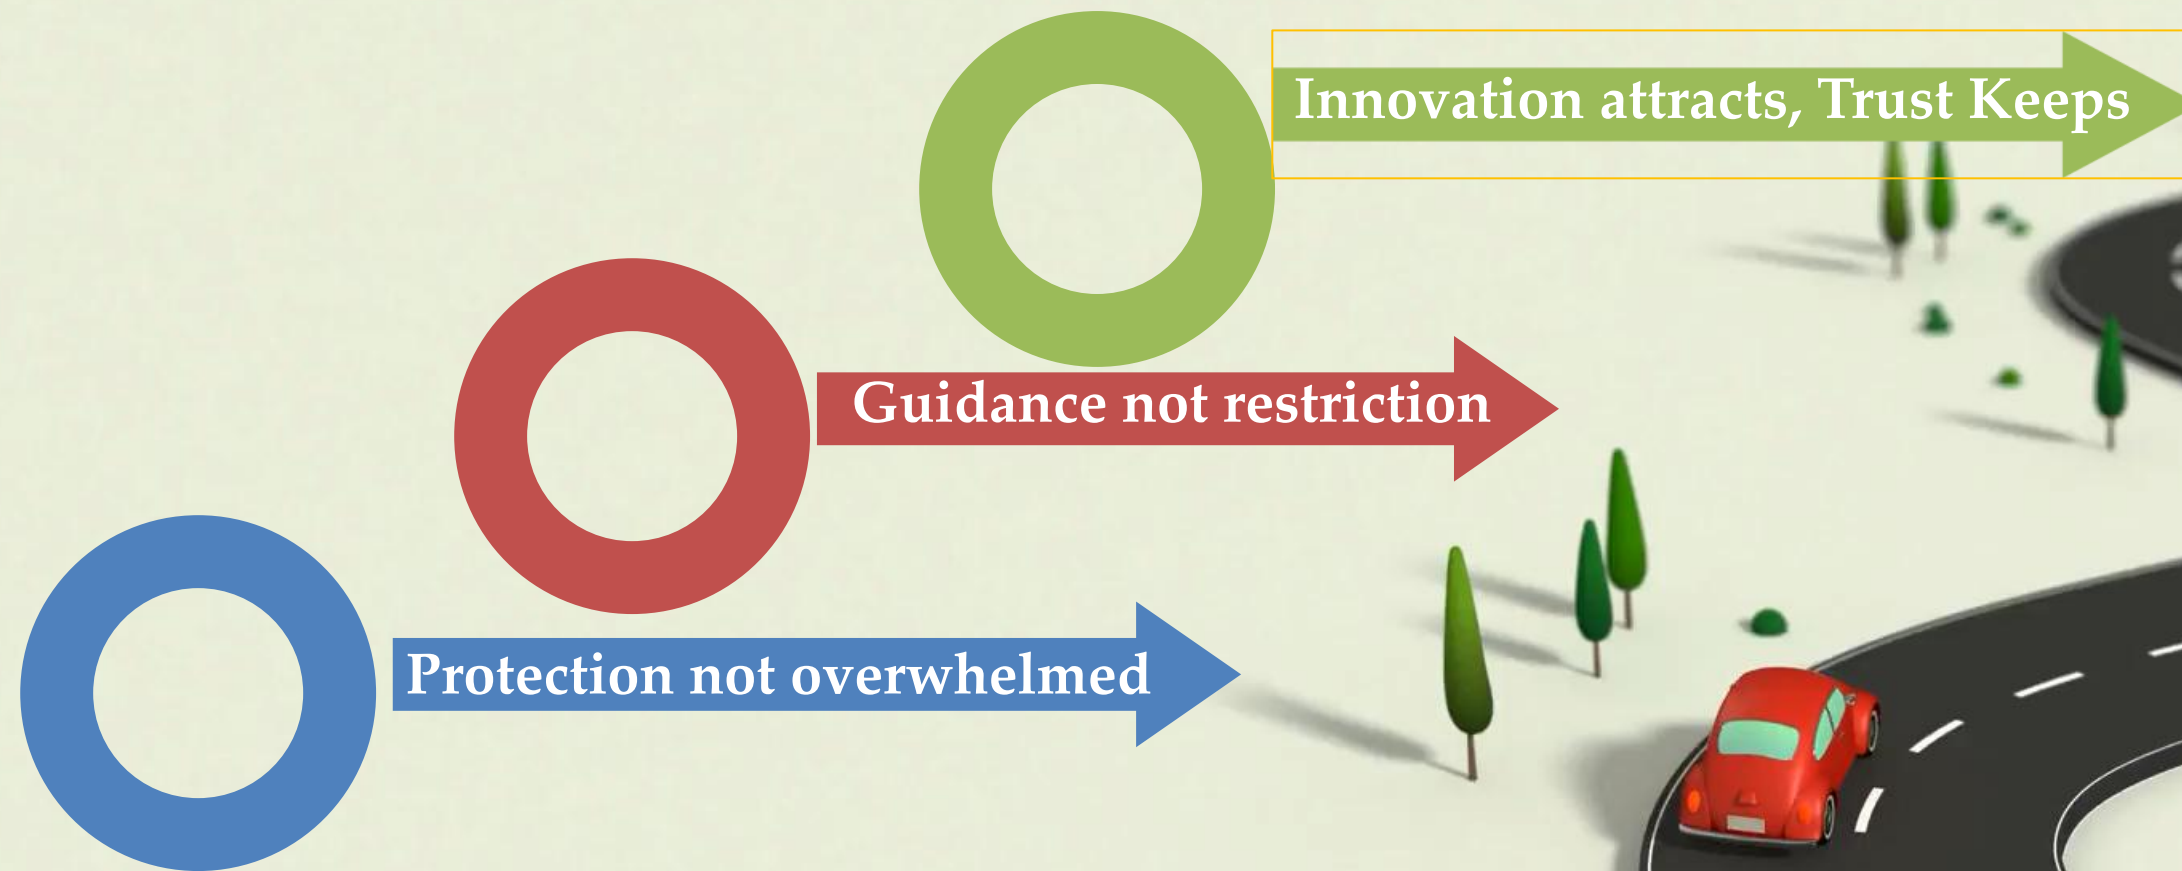 Innovation attracts, Trust Keeps
Guidance not restriction
Protection not overwhelmed